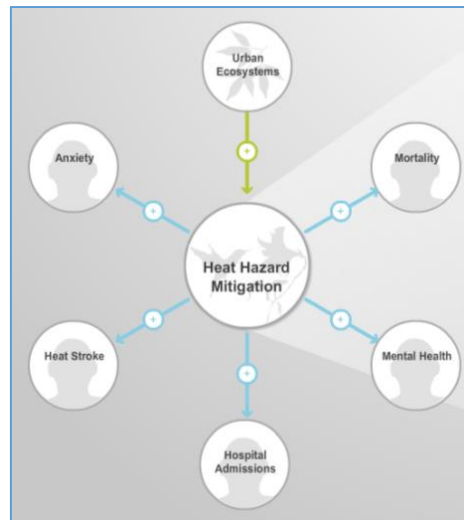 Urban
Ecosystems
+
Anxiety
Mortality
+
+
Heat Hazard
Mitigation
+
+
Heat Stroke
Mental Health
+
Hospital
Admissions